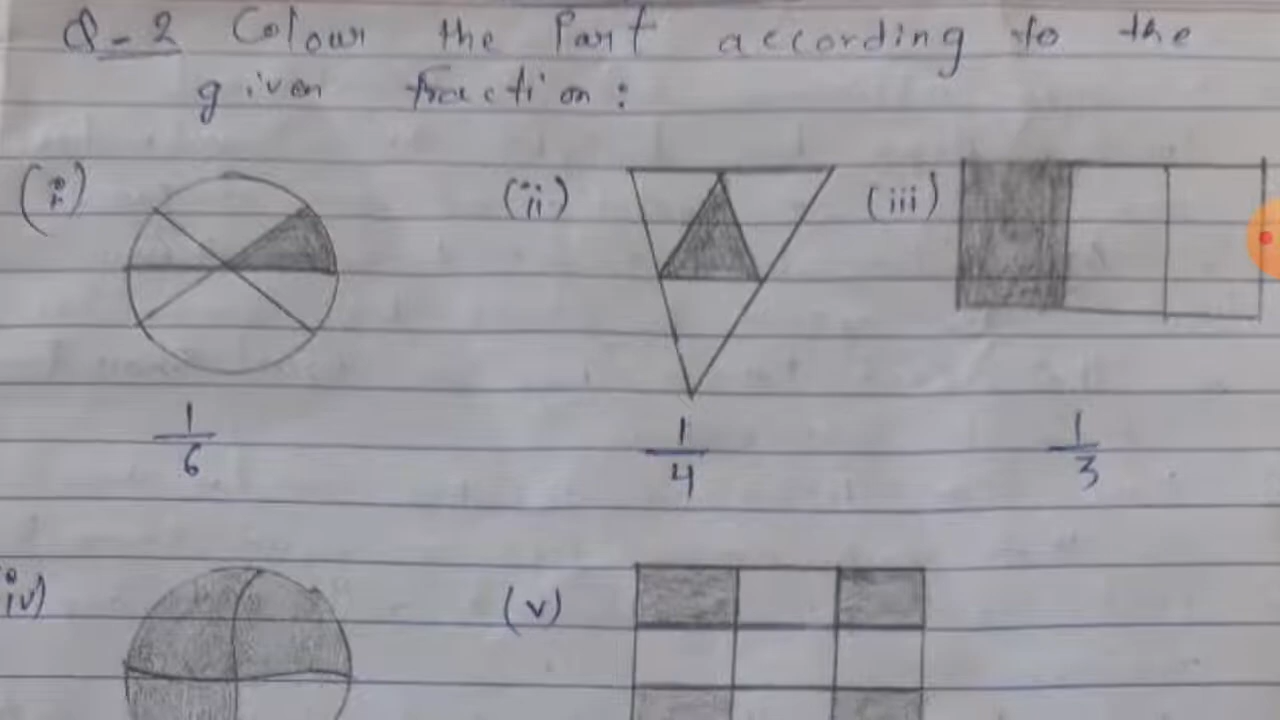 Q-2 Colour the Part according to the
given fraction:
(i) (ii) (iii)
1/6 1/4 1/3
iv) (v)